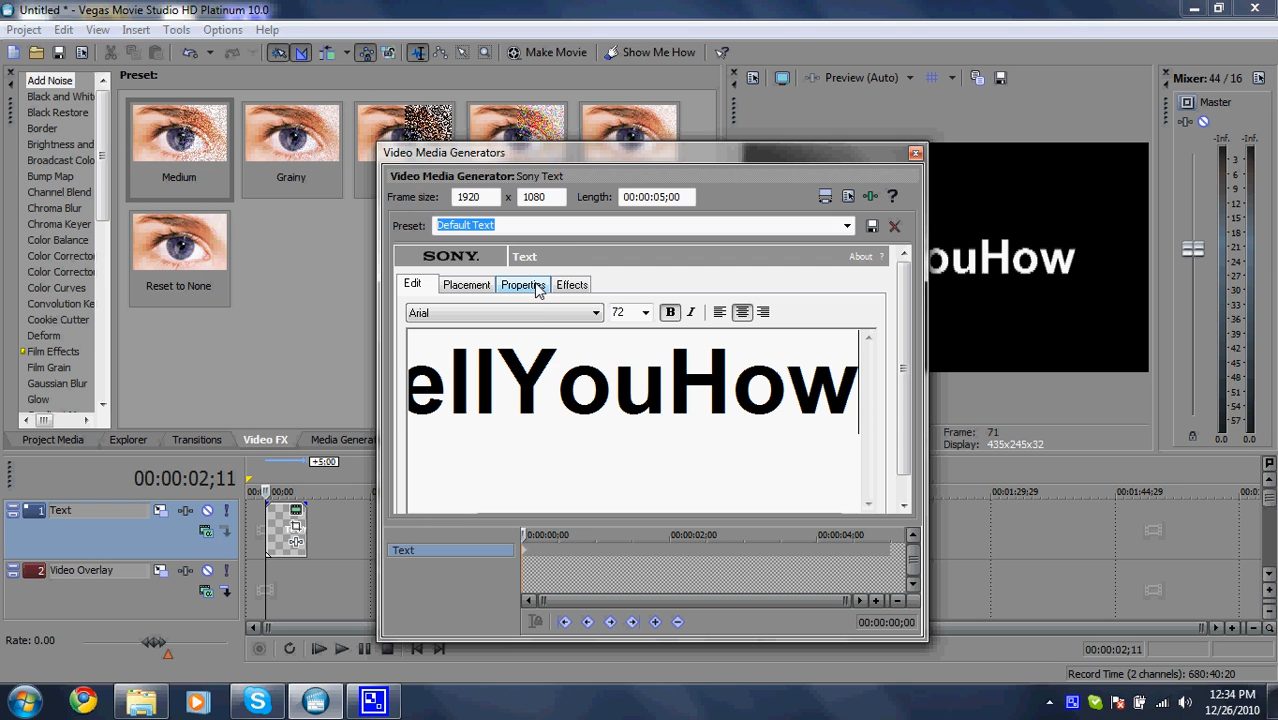 Untitled * - Vegas Movie Studio HD Platinum 10.0
Project Edit View Insert Tools Options Help
Make Movie Show Me How
Add Noise
Black and Whit
Black Restore
Border
Brightness and
Broadcast Colo
Bump Map
Channel Blend
Chroma Blur
Chroma Keyer
Color Balance
Color Corrector
Color Corrector
Color Curves
Convolution Ke
Cookie Cutter
Deform
Film Effects
Film Grain
Gaussian Blur
Glow
Preset:
Medium
Grainy
Reset to None
Project Media Explorer Transitions Video FX Media Generat
Preview (Auto)
ouHow
Frame: 71
Display: 435x245x32
Mixer: 44 / 16
Master
-Inf. -Inf.
3
6
9
12
15
18
21
24
27
30
33
36
39
42
45
48
51
54
57
0.0 0.0
Video Media Generators
Video Media Generator: Sony Text
Frame size: 1920 x 1080 Length: 00:00:05;00
Preset: Default Text
SONY. Text About ?
Edit Placement Properties Effects
Arial 72 B I
ellYouHow
0:00:00;00 00:00:02;00 00:00:04;00
Text
00:00:00;00
00:00:02;11
+5:00
00:01:29;29 00:01:44;29
1 Text
2 Video Overlay
Rate: 0.00
00:00:02;11
Record Time (2 channels): 680:40:20
12:34 PM
12/26/2010